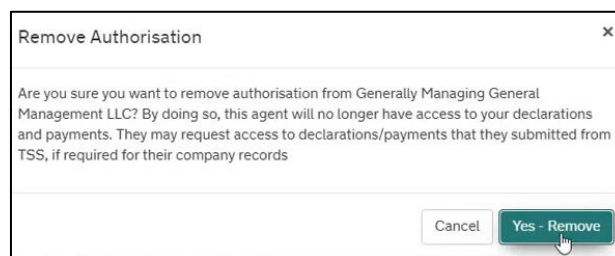 Remove Authorisation
×
Are you sure you want to remove authorisation from Generally Managing General
Management LLC? By doing so, this agent will no longer have access to your declarations
and payments. They may request access to declarations/payments that they submitted from
TSS, if required for their company records
Cancel
Yes - Remove